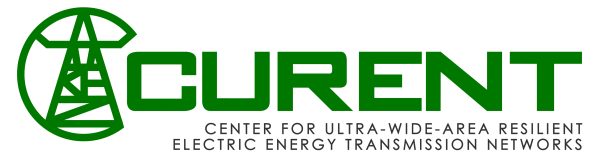 CURENT
CENTER FOR ULTRA-WIDE-AREA RESILIENT
ELECTRIC ENERGY TRANSMISSION NETWORKS